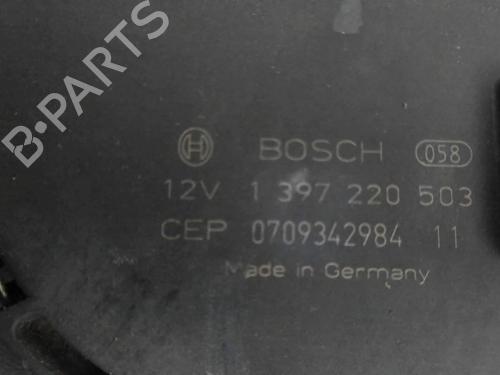 B-PARTS
BOSCH 058
12V 1 397 220 503
CEP 0709342984 11
Made in Germany